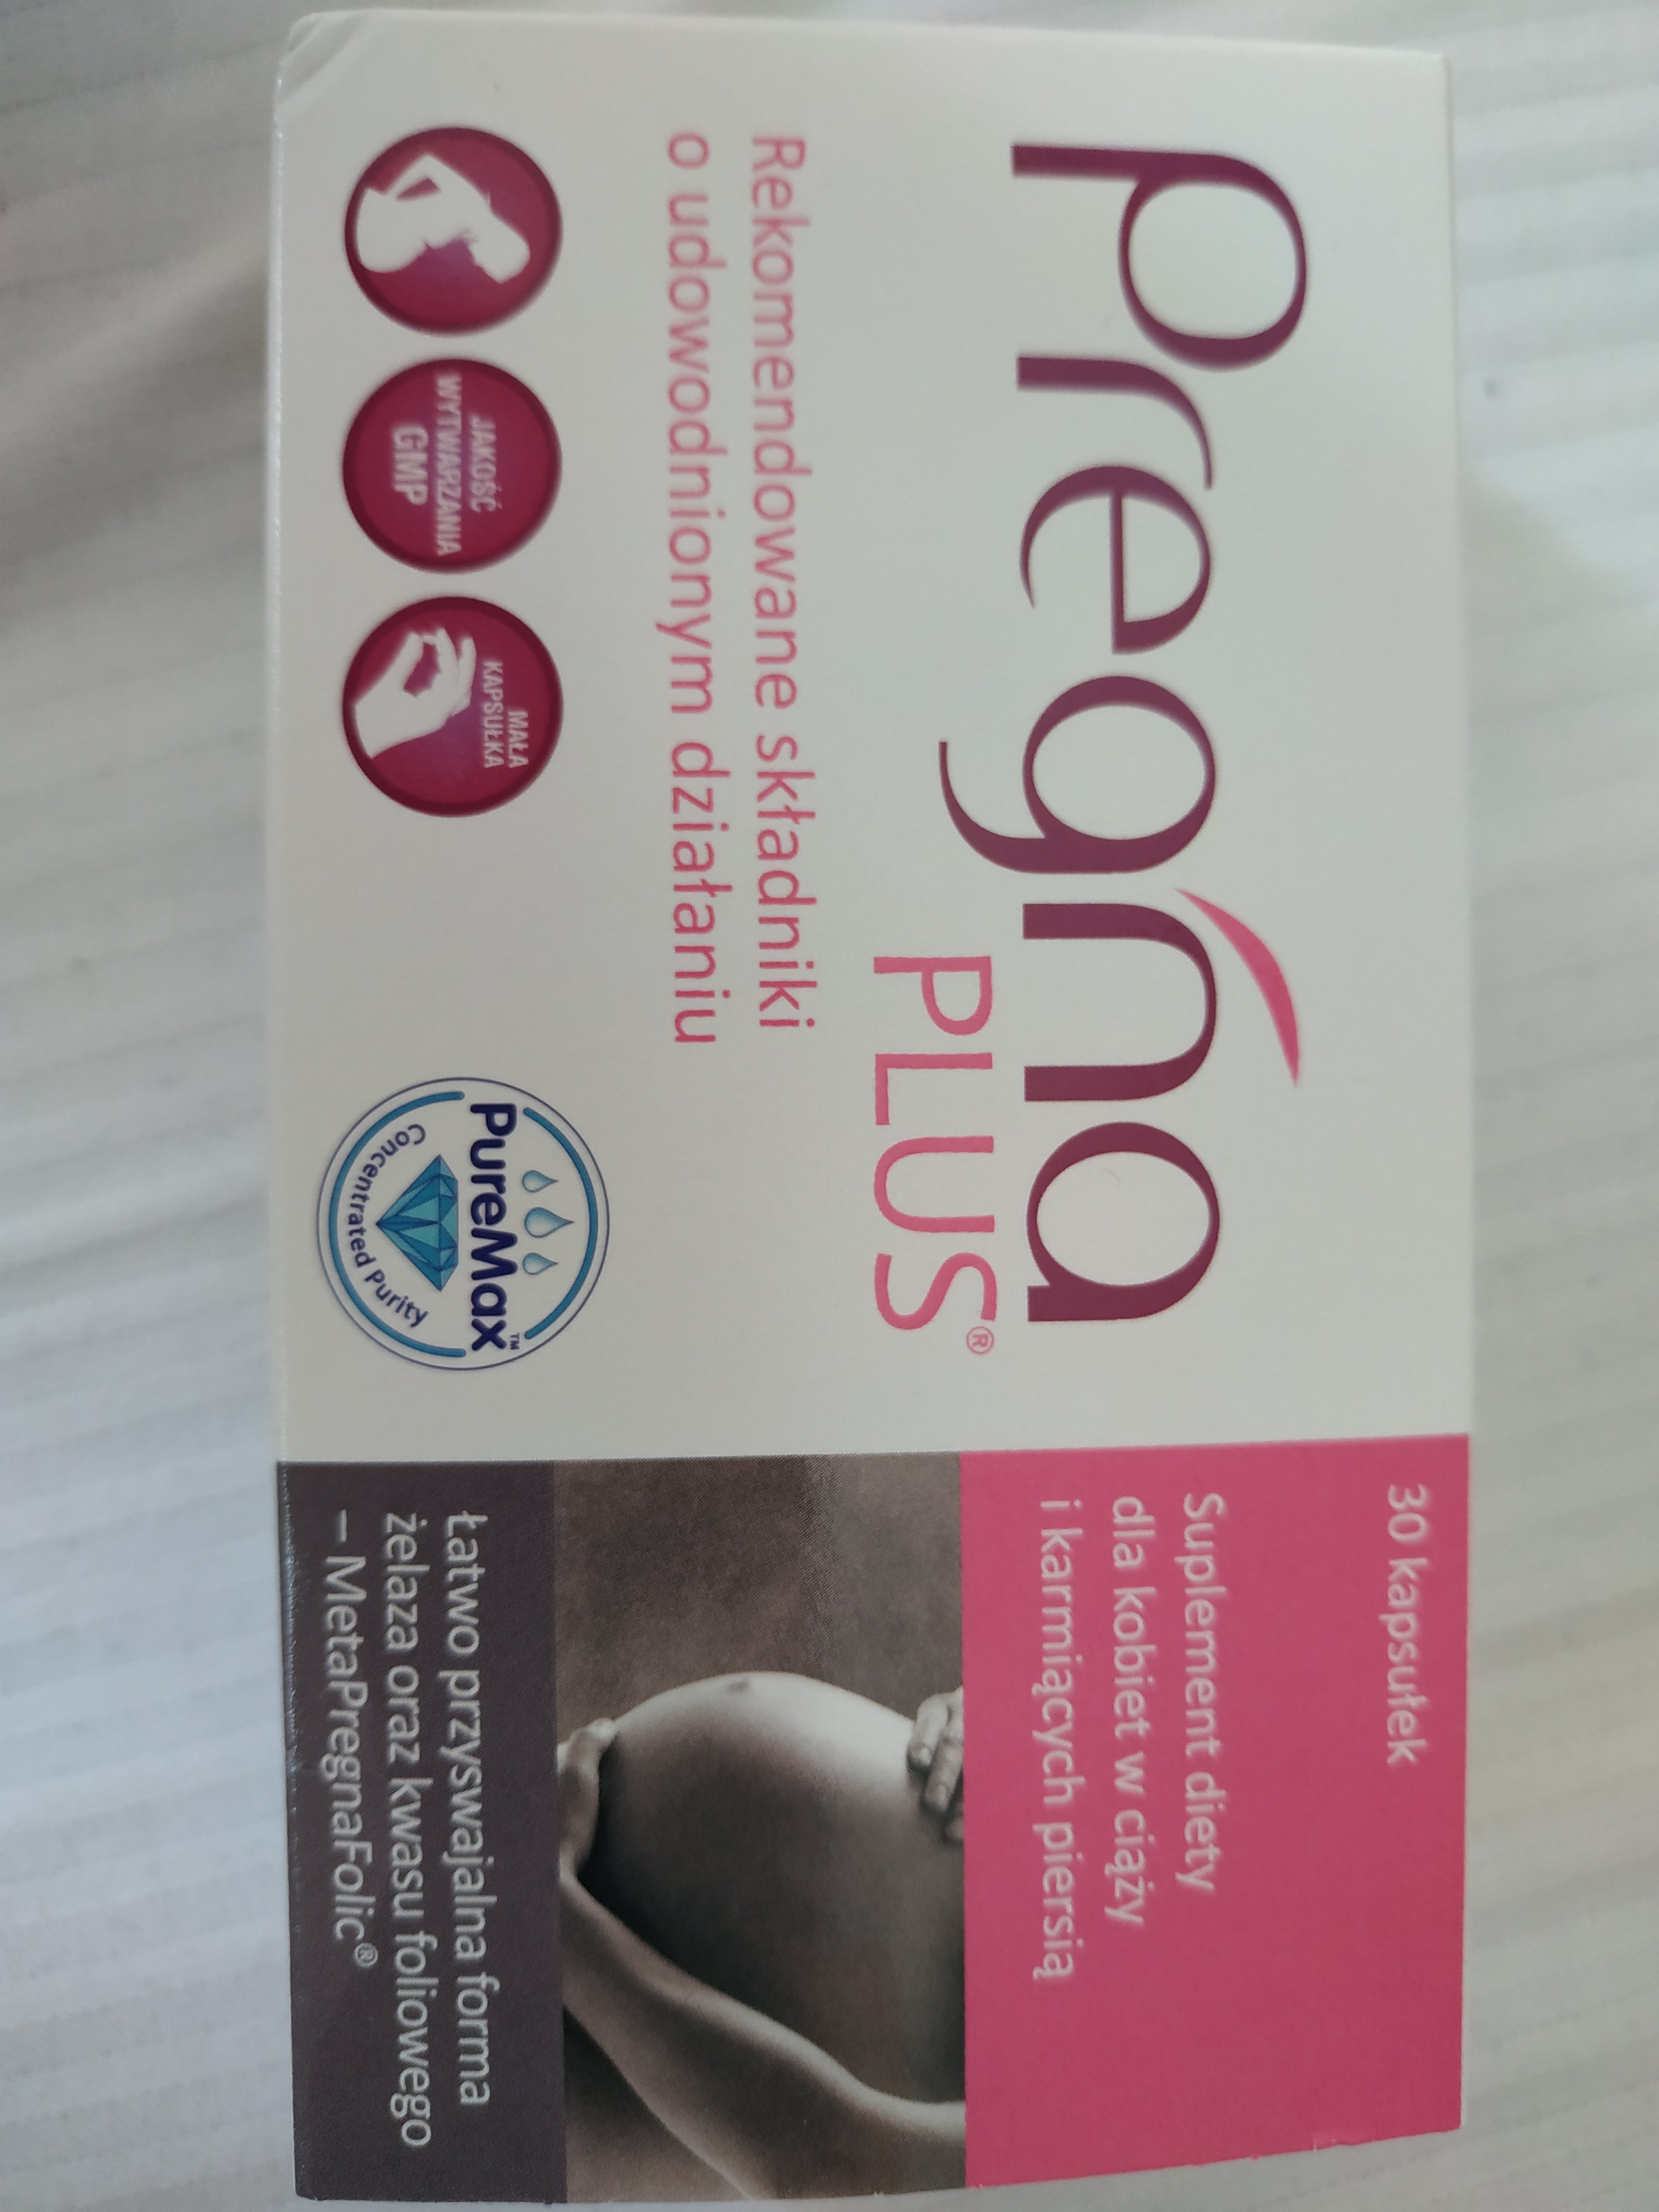 Pregna
PLUS®
Rekomendowane składniki
o udowodnionym działaniu
JAKOŚĆ
WYTWARZANIA
GMP
MAŁA
KAPSUŁKA
PureMax™
Concentrated Purity
30 kapsułek
Suplement diety
dla kobiet w ciąży
i karmiących piersią
Łatwo przyswajalna forma
żelaza oraz kwasu foliowego
– MetaPregnaFolic®